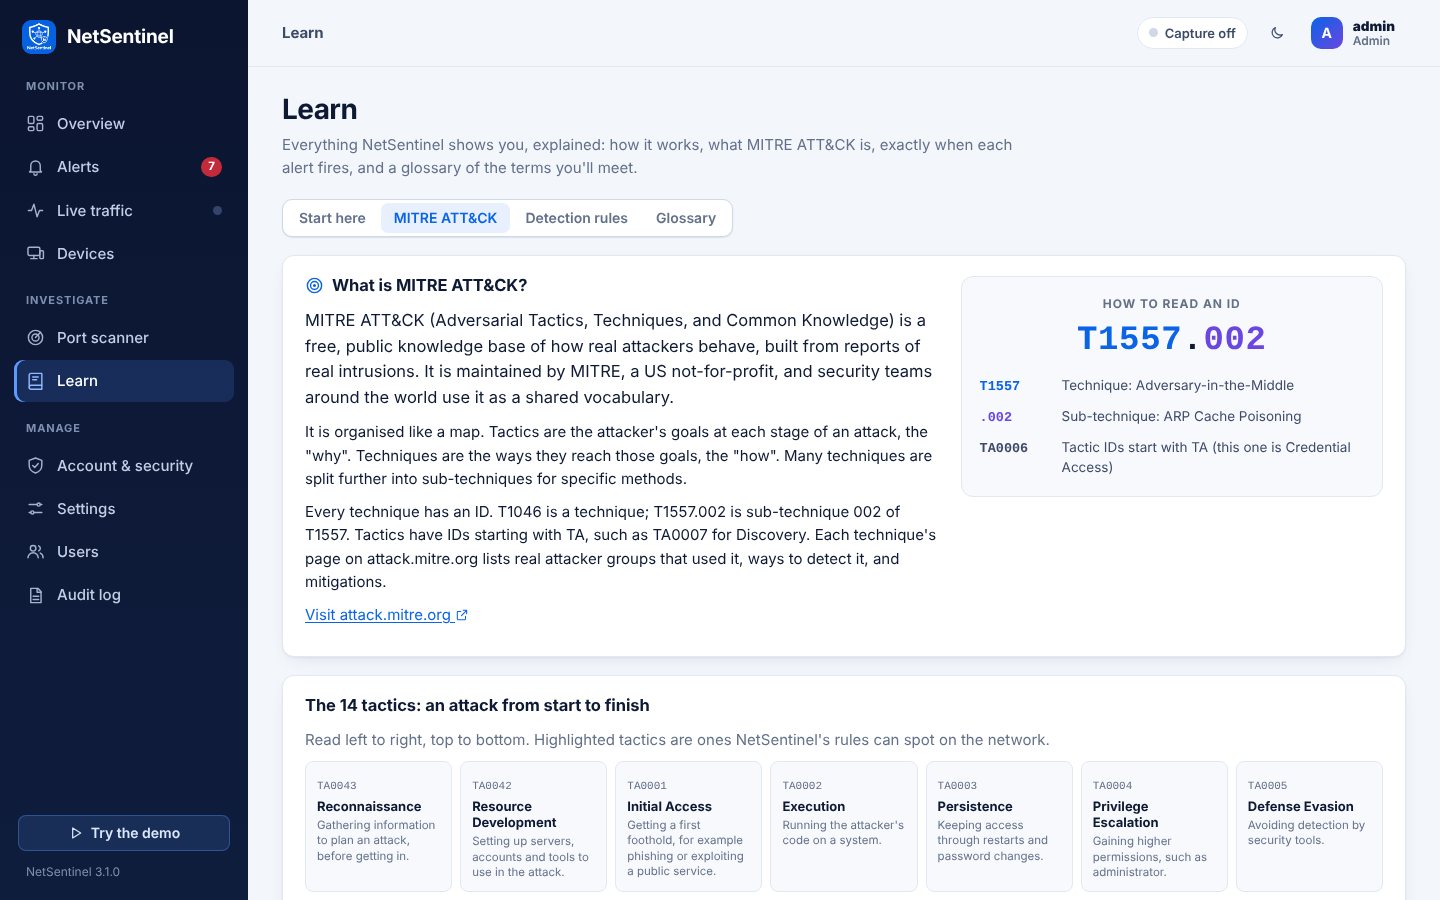 NetSentinel
NetSentinel
MONITOR
Overview
Alerts
7
Live traffic
Devices
INVESTIGATE
Port scanner
Learn
MANAGE
Account & security
Settings
Users
Audit log
Try the demo
NetSentinel 3.1.0
Learn
Capture off
A
admin
Admin
Learn
Everything NetSentinel shows you, explained: how it works, what MITRE ATT&CK is, exactly when each
alert fires, and a glossary of the terms you'll meet.
Start here
MITRE ATT&CK
Detection rules
Glossary
What is MITRE ATT&CK?
MITRE ATT&CK (Adversarial Tactics, Techniques, and Common Knowledge) is a
free, public knowledge base of how real attackers behave, built from reports of
real intrusions. It is maintained by MITRE, a US not-for-profit, and security teams
around the world use it as a shared vocabulary.
It is organised like a map. Tactics are the attacker's goals at each stage of an attack, the
"why". Techniques are the ways they reach those goals, the "how". Many techniques are
split further into sub-techniques for specific methods.
Every technique has an ID. T1046 is a technique; T1557.002 is sub-technique 002 of
T1557. Tactics have IDs starting with TA, such as TA0007 for Discovery. Each technique's
page on attack.mitre.org lists real attacker groups that used it, ways to detect it, and
mitigations.
Visit attack.mitre.org
HOW TO READ AN ID
T1557.002
T1557 Technique: Adversary-in-the-Middle
.002 Sub-technique: ARP Cache Poisoning
TA0006 Tactic IDs start with TA (this one is Credential
Access)
The 14 tactics: an attack from start to finish
Read left to right, top to bottom. Highlighted tactics are ones NetSentinel's rules can spot on the network.
TA0043
Reconnaissance
Gathering information
to plan an attack,
before getting in.
TA0042
Resource
Development
Setting up servers,
accounts and tools to
use in the attack.
TA0001
Initial Access
Getting a first
foothold, for example
phishing or exploiting
a public service.
TA0002
Execution
Running the attacker's
code on a system.
TA0003
Persistence
Keeping access
through restarts and
password changes.
TA0004
Privilege
Escalation
Gaining higher
permissions, such as
administrator.
TA0005
Defense Evasion
Avoiding detection by
security tools.